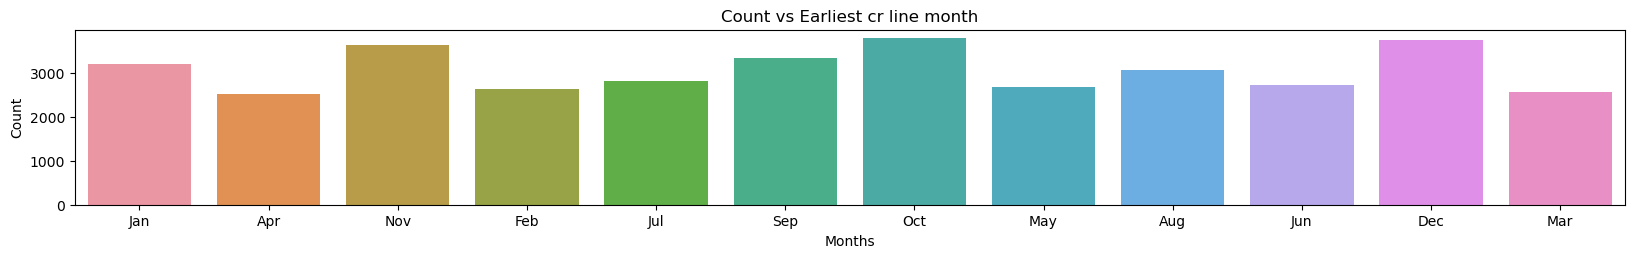 Count vs Earliest cr line month
Count
3000
2000
1000
0
Jan Apr Nov Feb Jul Sep Oct May Aug Jun Dec Mar
Months